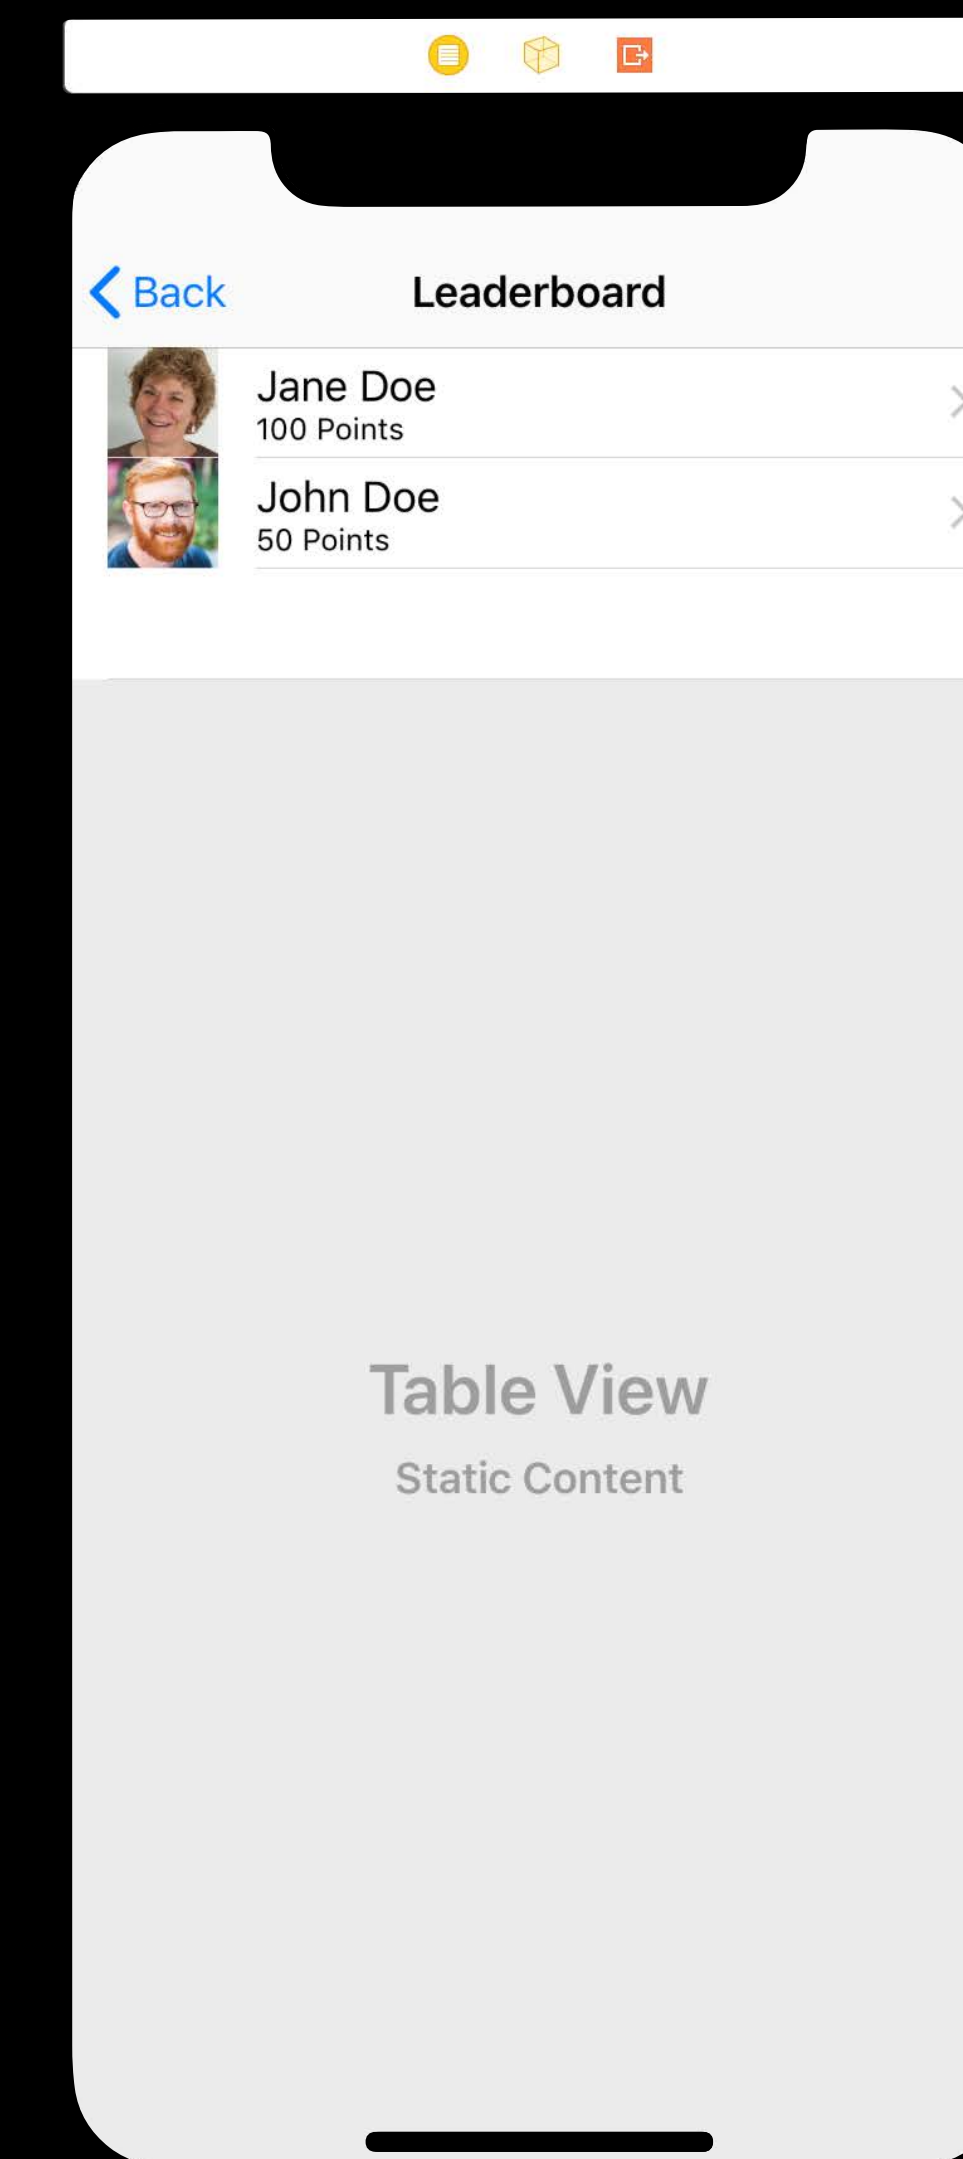 Back
Leaderboard
Jane Doe
100 Points
John Doe
50 Points
Table View
Static Content